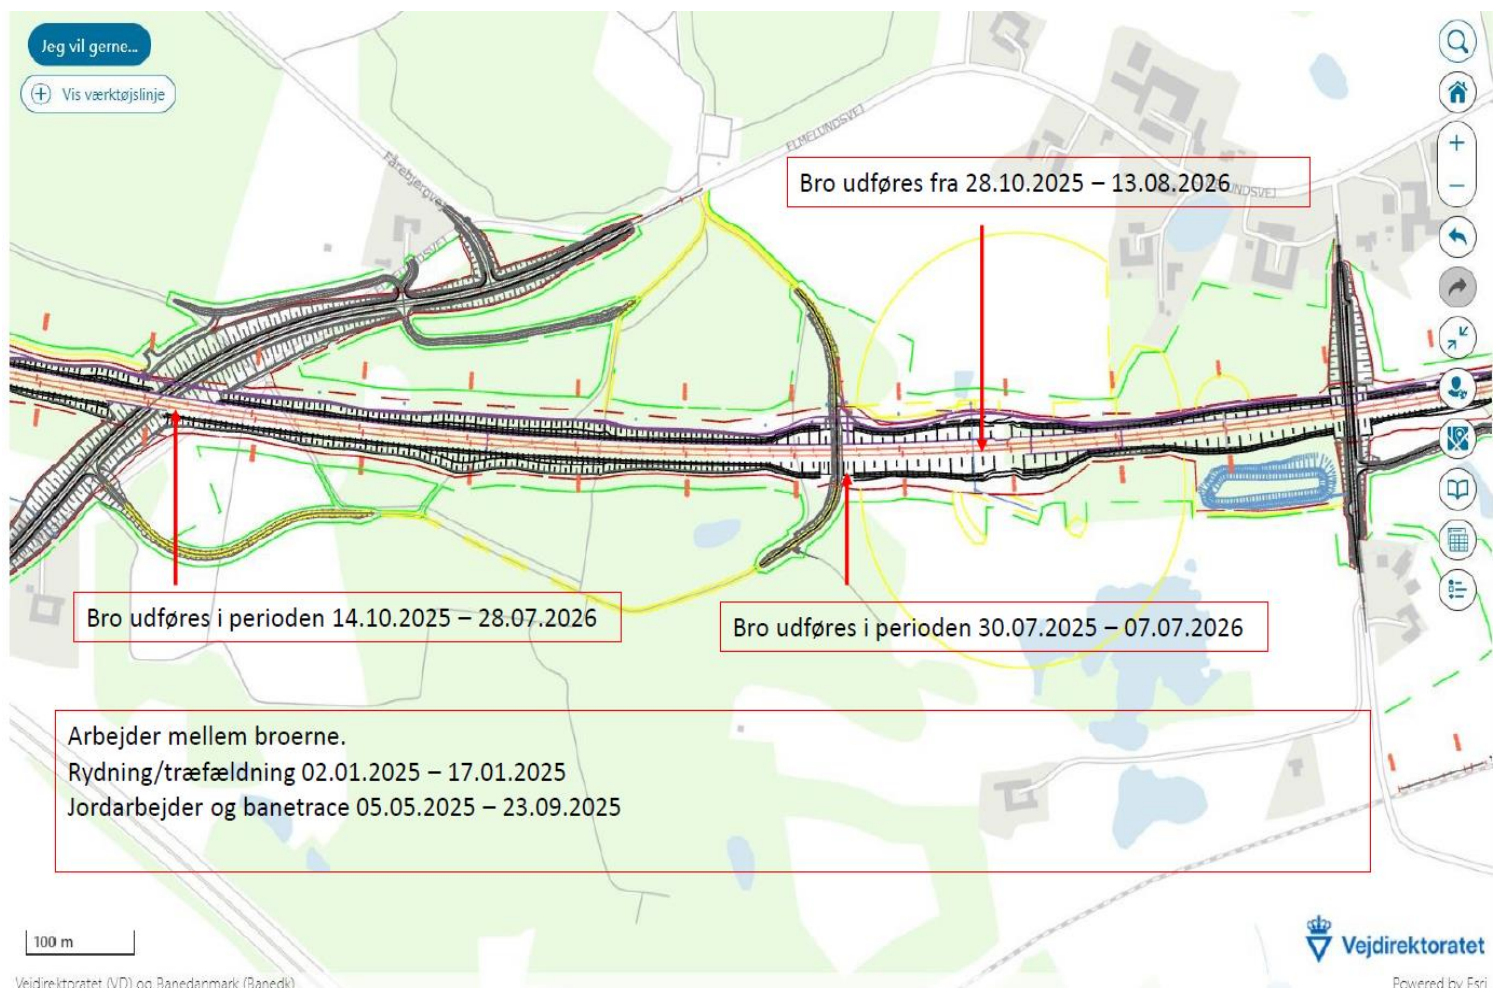 Jeg vil gerne...
Vis værktøjslinje
ELMELUNDSVEJ
Fårebjergvej
Bro udføres fra 28.10.2025 – 13.08.2026
Bro udføres i perioden 14.10.2025 – 28.07.2026
Bro udføres i perioden 30.07.2025 – 07.07.2026
Arbejder mellem broerne.
Rydning/træfældning 02.01.2025 – 17.01.2025
Jordarbejder og banetrace 05.05.2025 – 23.09.2025
100 m
Vejdirektoratet
Vejdirektoratet (VD) og Banedanmark (Banedk)
Powered by Esri